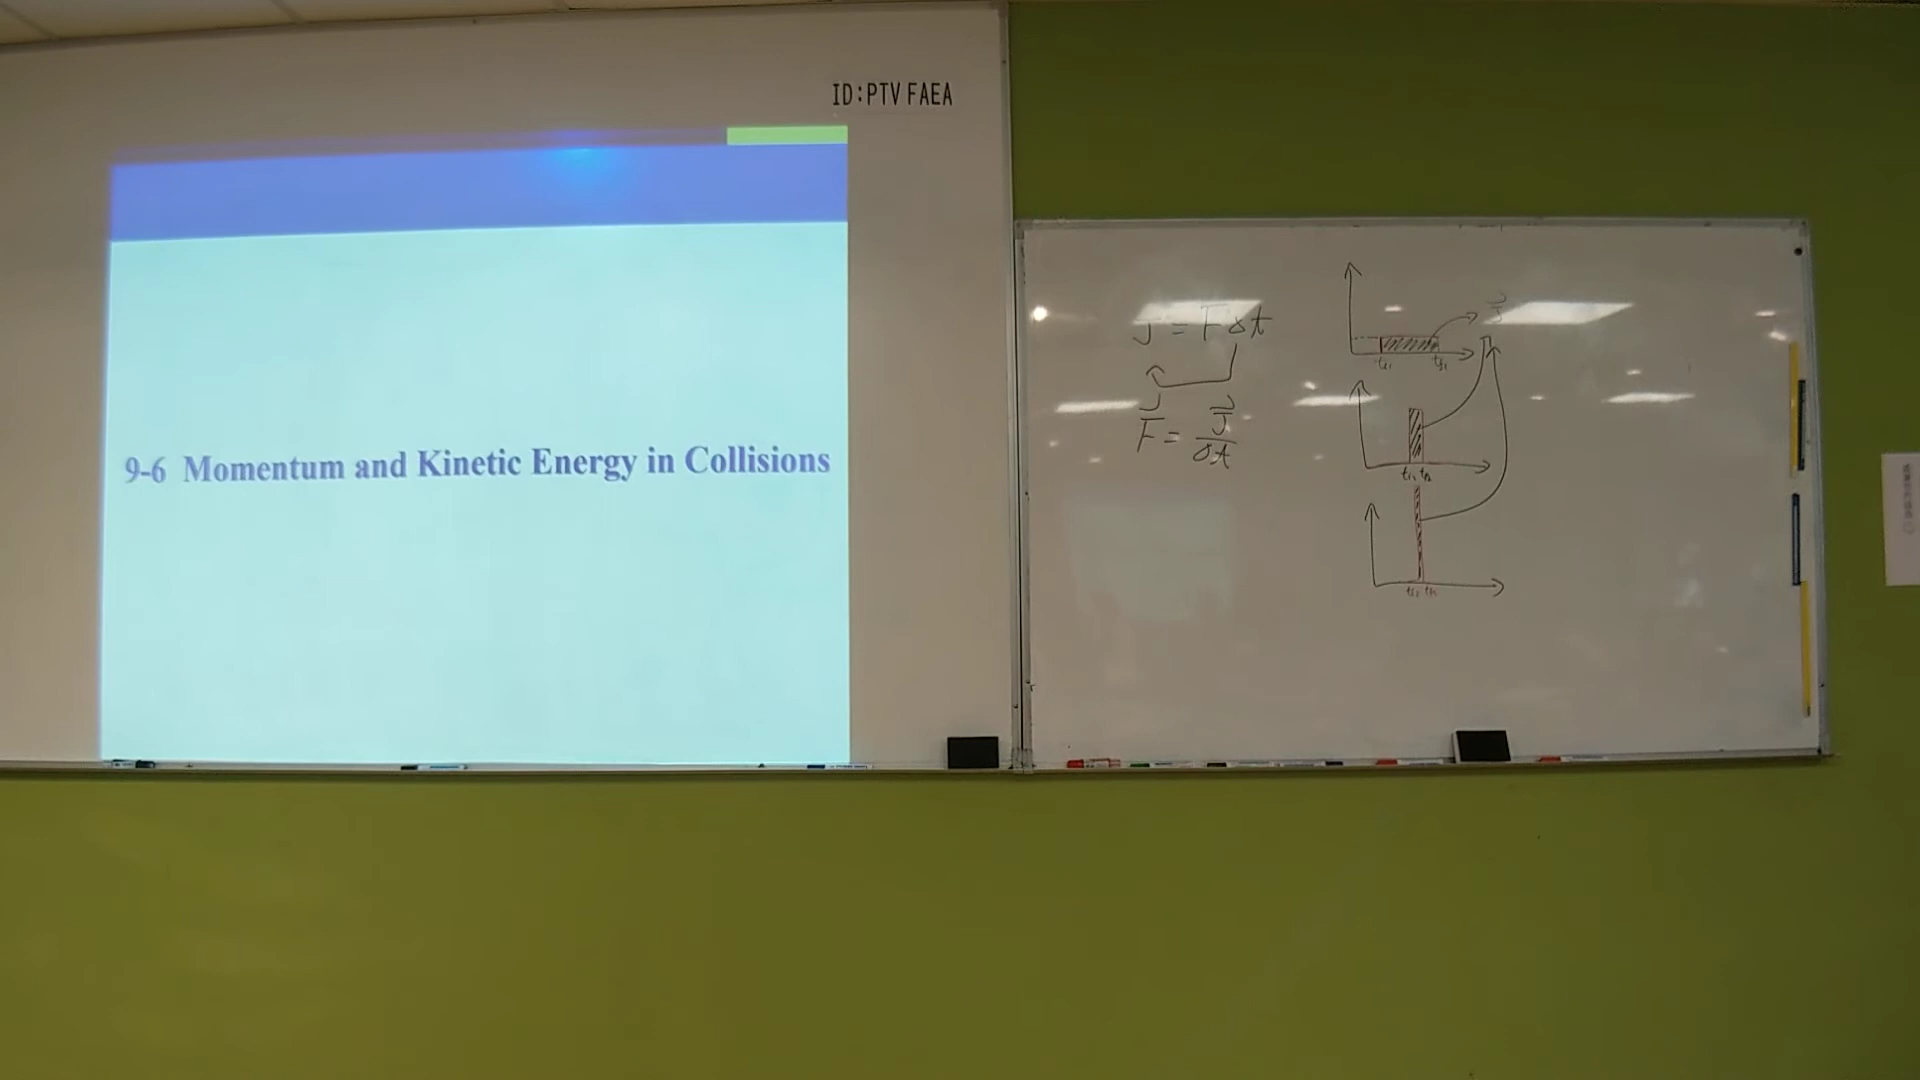 ID:PTV FAEA
9-6 Momentum and Kinetic Energy in Collisions
J = F Δt
F = J / Δt
J